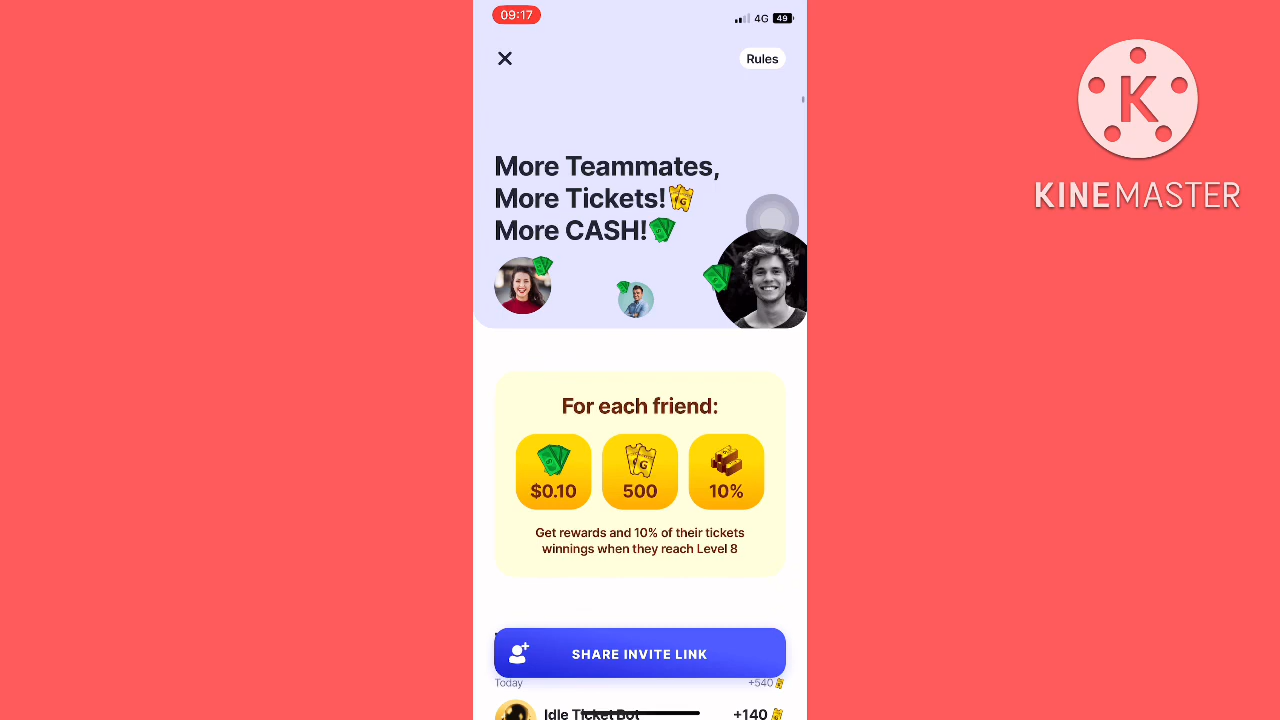 09:17
4G 49
Rules
More Teammates,
More Tickets!
More CASH!
For each friend:
$0.10 500 10%
Get rewards and 10% of their tickets
winnings when they reach Level 8
SHARE INVITE LINK
Today +540
Idle Ticket Bot +140
K
KINEMASTER